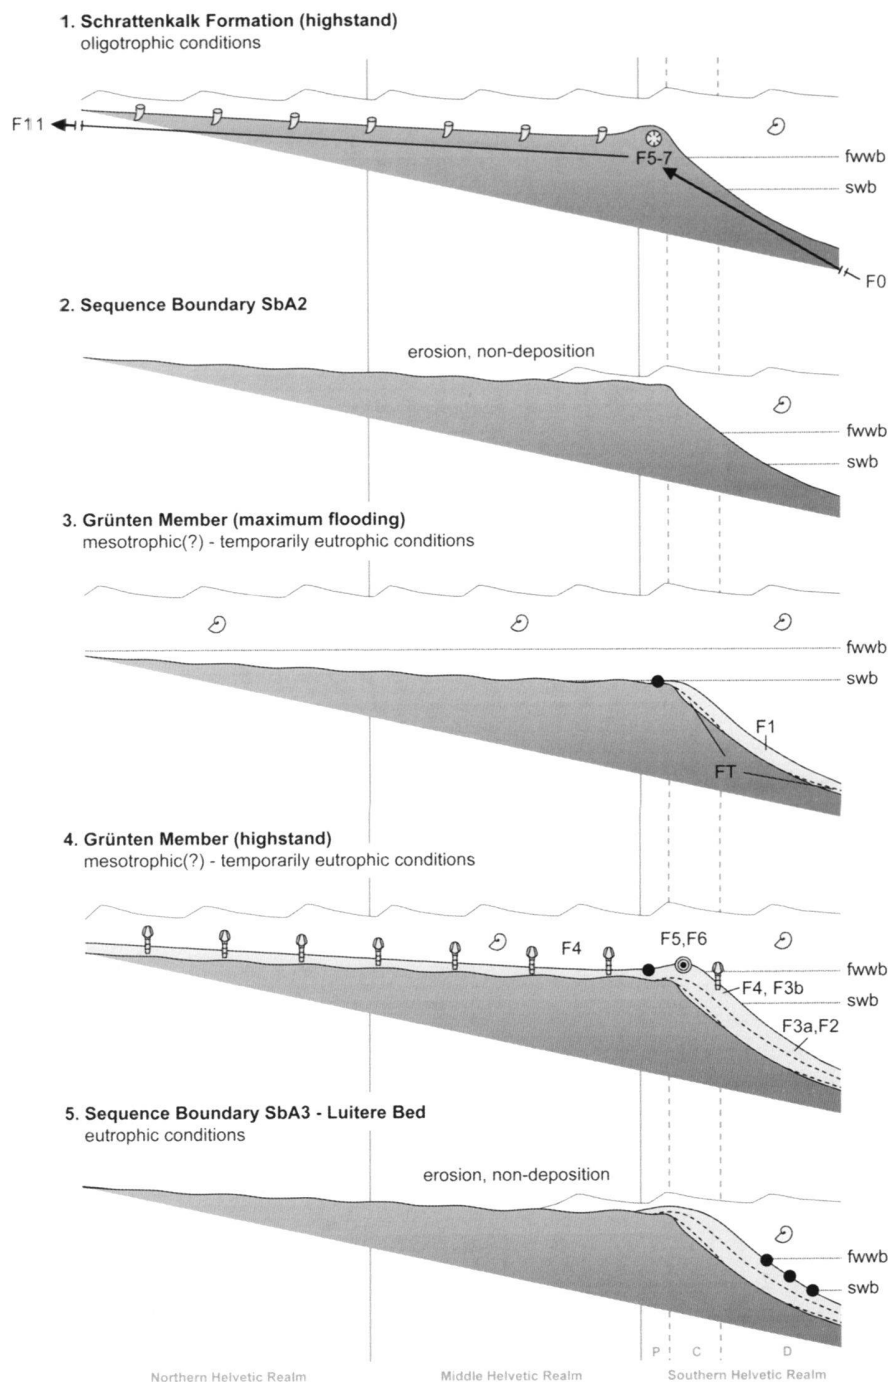 1. Schrattenkalk Formation (highstand)
oligotrophic conditions
F11
F5-7
fwwb
swb
F0
2. Sequence Boundary SbA2
erosion, non-deposition
fwwb
swb
3. Grünten Member (maximum flooding)
mesotrophic(?) - temporarily eutrophic conditions
fwwb
swb
F1
FT
4. Grünten Member (highstand)
mesotrophic(?) - temporarily eutrophic conditions
F4
F5,F6
fwwb
F4, F3b
swb
F3a,F2
5. Sequence Boundary SbA3 - Luitere Bed
eutrophic conditions
erosion, non-deposition
fwwb
swb
P C D
Northern Helvetic Realm Middle Helvetic Realm Southern Helvetic Realm